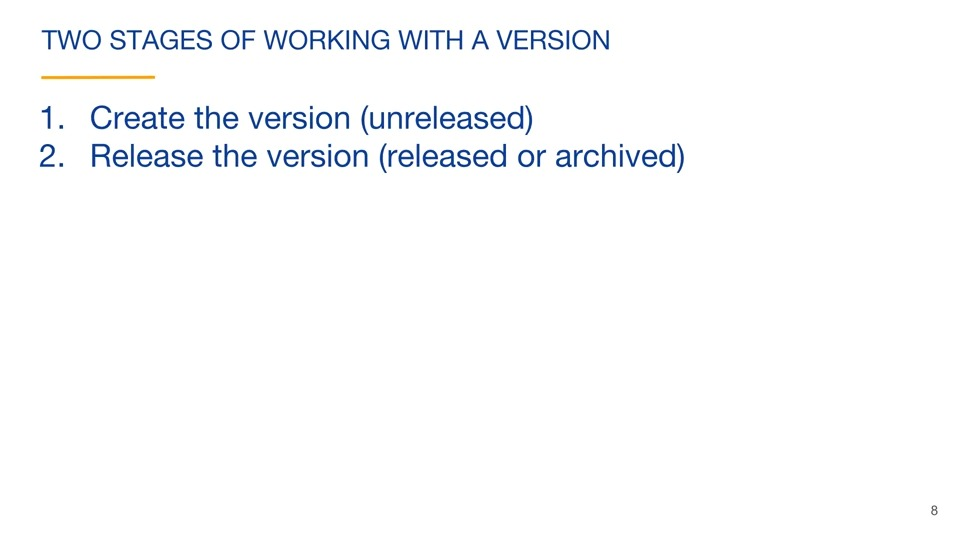 TWO STAGES OF WORKING WITH A VERSION
1. Create the version (unreleased)
2. Release the version (released or archived)
8